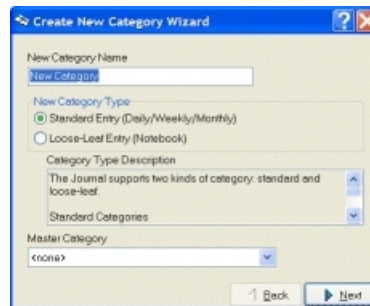 Create New Category Wizard
New Category Name
New Category
New Category Type
Standard Entry (Daily/Weekly/Monthly)
Loose-Leaf Entry (Notebook)
Category Type Description
The Journal supports two kinds of category: standard and
loose-leaf.
Standard Categories
Master Category
<none>
Back
Next